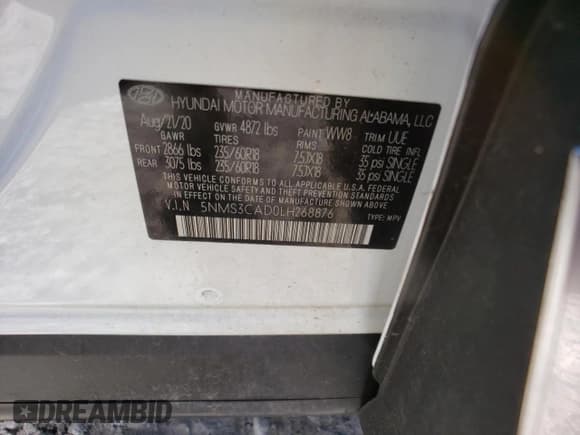 MANUFACTURED BY
HYUNDAI MOTOR MANUFACTURING ALABAMA, LLC
Aug/21/20 GVWR 4872 lbs PAINT WW8 TRIM UUE
GAWR TIRES RIMS COLD TIRE INFL
FRONT 2866 lbs 235/60R18 7.5JX18 35 psi SINGLE
REAR 3075 lbs 235/60R18 7.5JX18 35 psi SINGLE
THIS VEHICLE CONFORMS TO ALL APPLICABLE FEDERAL
MOTOR VEHICLE SAFETY AND THEFT PREVENTION STANDARDS
IN EFFECT ON THE DATE OF MANUFACTURE SHOWN ABOVE
V.I.N 5NMS3CAD0LH268876 TYPE: MPV
DREAMBID